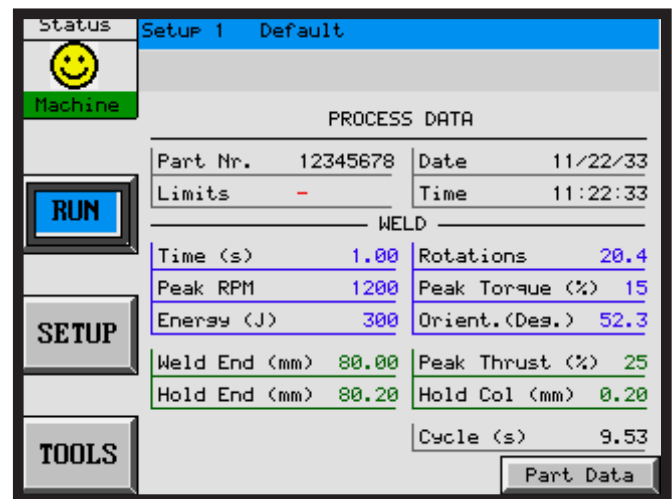 Status
Setup 1 Default
Machine
PROCESS DATA
Part Nr. 12345678 Date 11/22/33
Limits - Time 11:22:33
RUN
WELD
Time (s) 1.00 Rotations 20.4
Peak RPM 1200 Peak Torque (%) 15
SETUP
Energy (J) 300 Orient.(Deg.) 52.3
Weld End (mm) 80.00 Peak Thrust (%) 25
Hold End (mm) 80.20 Hold Col (mm) 0.20
TOOLS
Cycle (s) 9.53
Part Data